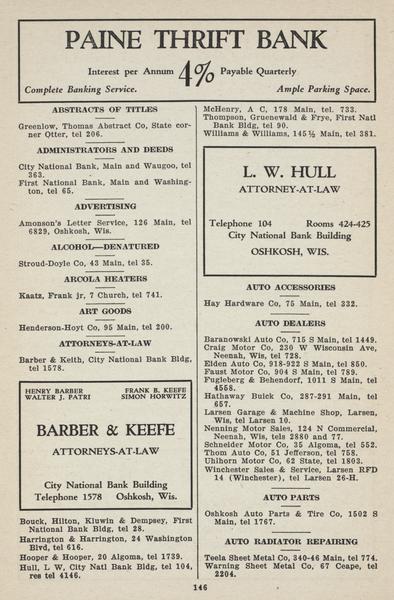 PAINE THRIFT BANK
Interest per Annum 4% Payable Quarterly
Complete Banking Service. Ample Parking Space.
ABSTRACTS OF TITLES
Greenlow, Thomas Abstract Co, State cor-
ner Otter, tel 206.
ADMINISTRATORS AND DEEDS
City National Bank, Main and Waugoo, tel
363.
First National Bank, Main and Washing-
ton, tel 65.
ADVERTISING
Amonson's Letter Service, 126 Main, tel
6829, Oshkosh, Wis.
ALCOHOL—DENATURED
Stroud-Doyle Co, 43 Main, tel 35.
ARCOLA HEATERS
Kaatz, Frank jr, 7 Church, tel 741.
ART GOODS
Henderson-Hoyt Co, 95 Main, tel 200.
ATTORNEYS-AT-LAW
Barber & Keith, City National Bank Bldg,
tel 1578.
HENRY BARBER FRANK B. KEEFE
WALTER J. PATRI SIMON HORWITZ
BARBER & KEEFE
ATTORNEYS-AT-LAW
City National Bank Building
Telephone 1578 Oshkosh, Wis.
Bouck, Hilton, Kluwin & Dempsey, First
National Bank Bldg, tel 28.
Harrington & Harrington, 24 Washington
Blvd, tel 616.
Hooper & Hooper, 20 Algoma, tel 1739.
Hull, L W, City Natl Bank Bldg, tel 104,
res tel 4146.
McHenry, A C, 178 Main, tel. 733.
Thompson, Gruenewald & Frye, First Natl
Bank Bldg, tel 90.
Williams & Williams, 145½ Main, tel 381.
L. W. HULL
ATTORNEY-AT-LAW
Telephone 104 Rooms 424-425
City National Bank Building
OSHKOSH, WIS.
AUTO ACCESSORIES
Hay Hardware Co, 75 Main, tel 332.
AUTO DEALERS
Baranowski Auto Co, 715 S Main, tel 1449.
Craig Motor Co, 230 W Wisconsin Ave,
Neenah, Wis, tel 728.
Elden Auto Co, 918-922 S Main, tel 850.
Faust Motor Co, 904 S Main, tel 789.
Fugleberg & Behendorf, 1011 S Main, tel
4558.
Hathaway Buick Co, 287-291 Main, tel
657.
Larsen Garage & Machine Shop, Larsen,
Wis, tel Larsen 10.
Nenning Motor Sales, 124 N Commercial,
Neenah, Wis, tels 2880 and 77.
Schneider Motor Co, 35 Algoma, tel 552.
Thom Auto Co, 51 Jefferson, tel 758.
Uhlhorn Motor Co, 62 State, tel 1803.
Winchester Sales & Service, Larsen RFD
14 (Winchester), tel Larsen 26-H.
AUTO PARTS
Oshkosh Auto Parts & Tire Co, 1502 S
Main, tel 1767.
AUTO RADIATOR REPAIRING
Teela Sheet Metal Co, 340-46 Main, tel 774.
Warning Sheet Metal Co, 67 Ceape, tel
2204.
146